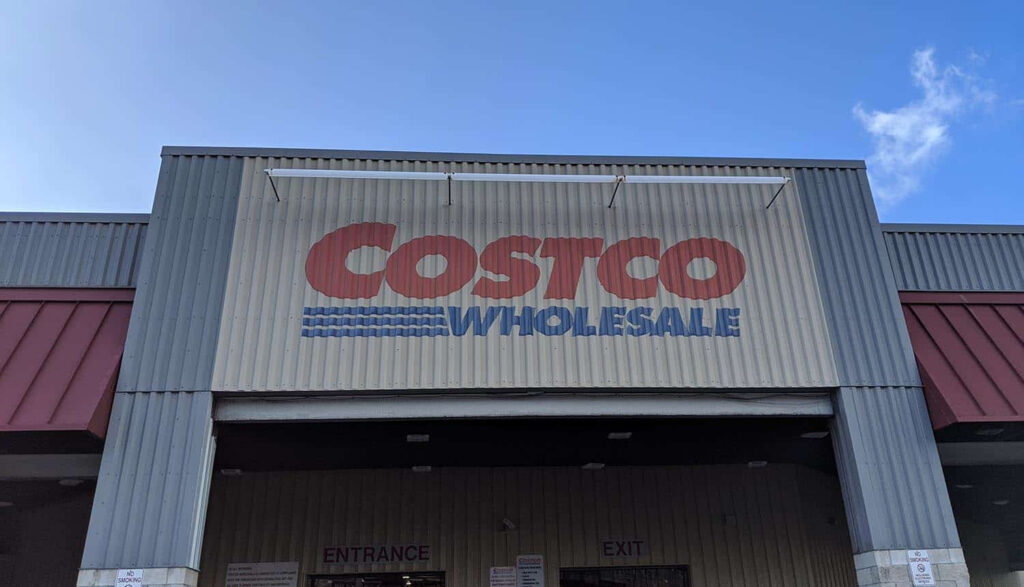 COSTCO
WHOLESALE
ENTRANCE
EXIT
NO
SMOKING
NO
SMOKING